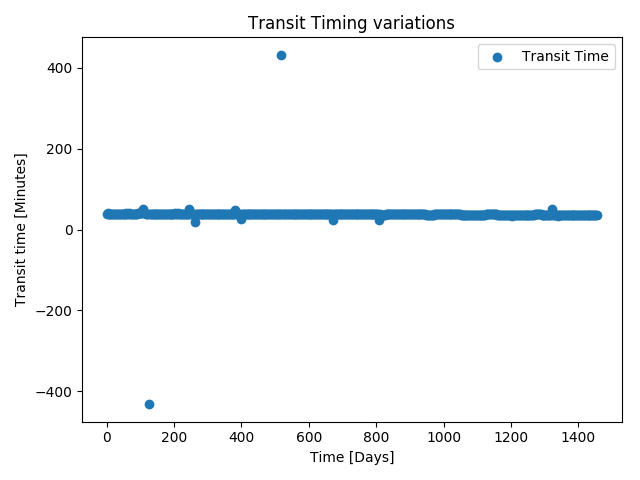 Transit Timing variations
Transit Time
Transit time [Minutes]
400
200
0
−200
−400
0 200 400 600 800 1000 1200 1400
Time [Days]